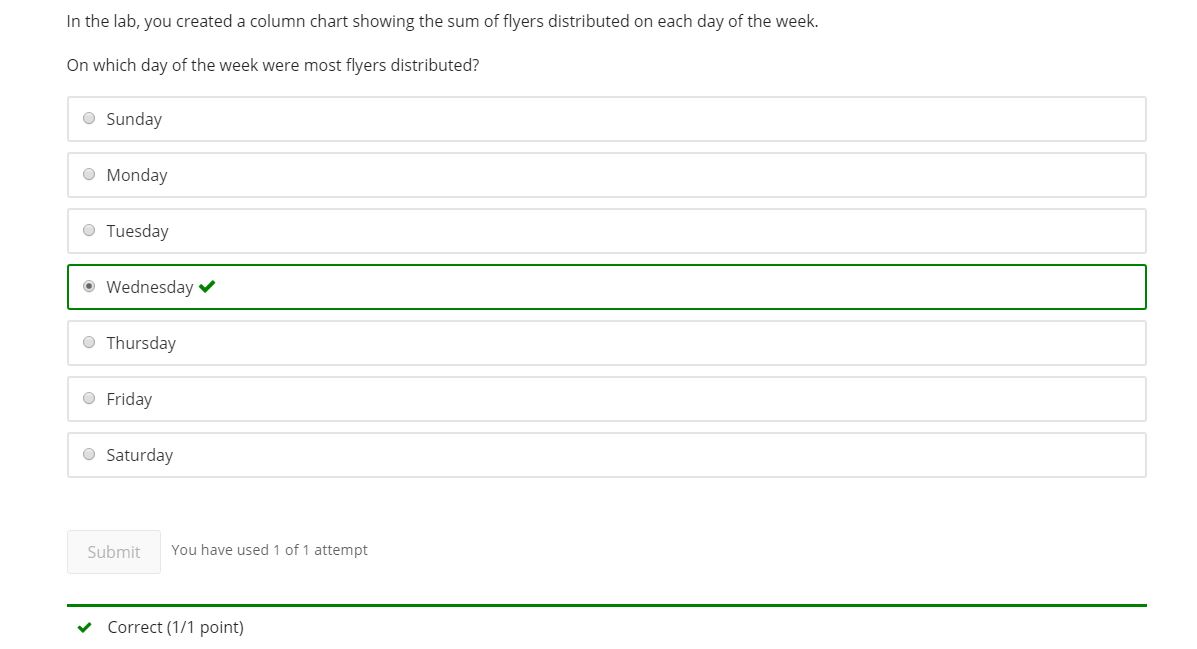 In the lab, you created a column chart showing the sum of flyers distributed on each day of the week.
On which day of the week were most flyers distributed?
Sunday
Monday
Tuesday
Wednesday
Thursday
Friday
Saturday
Submit You have used 1 of 1 attempt
Correct (1/1 point)